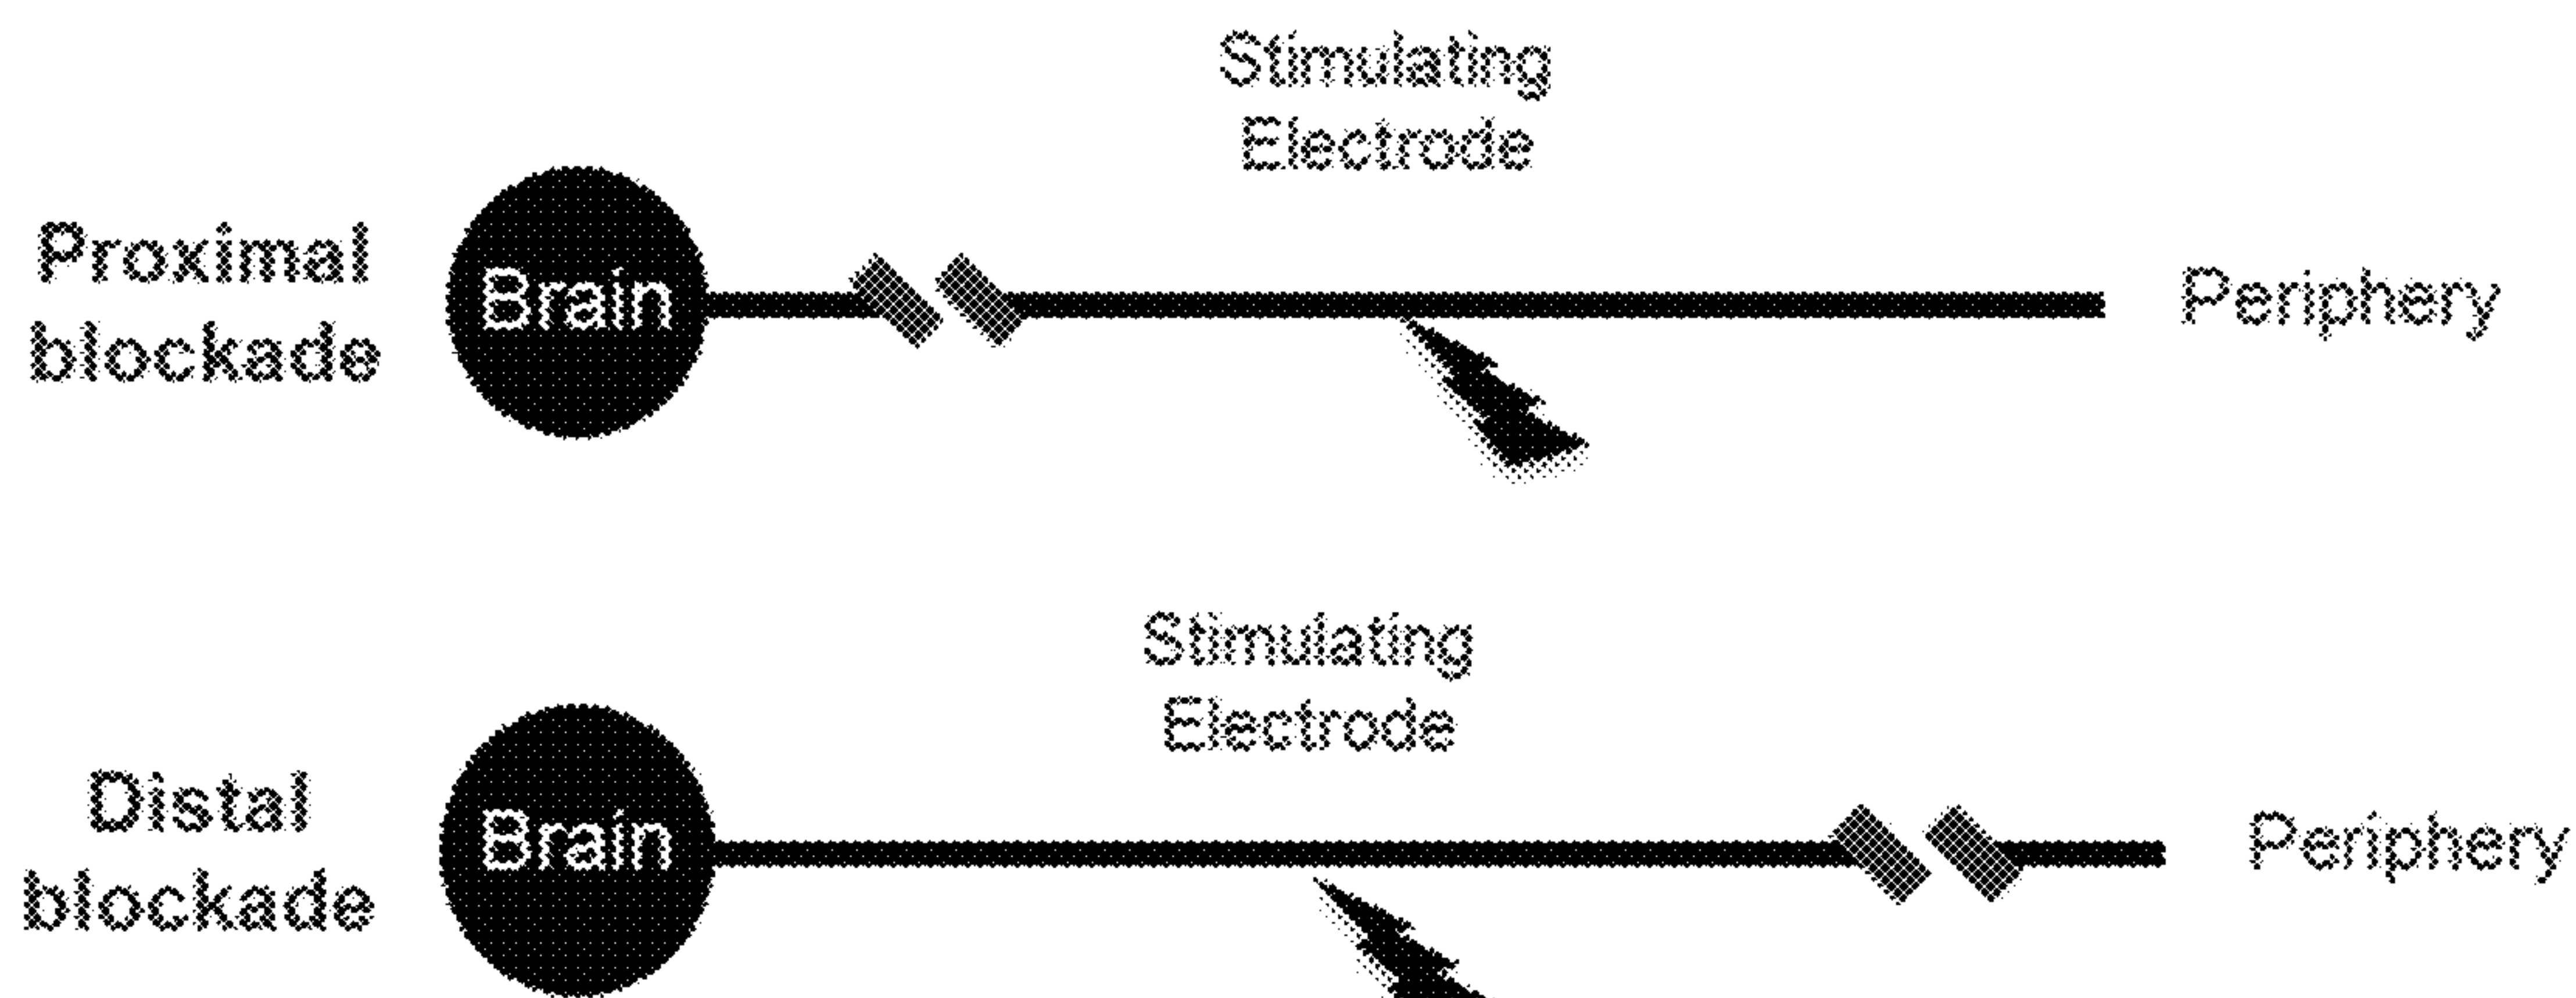 Stimulating
Electrode
Proximal
blockade
Brain
Periphery
Stimulating
Electrode
Distal
blockade
Brain
Periphery